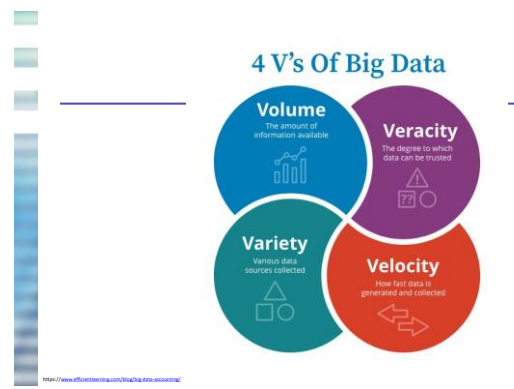 4 V's Of Big Data
Volume
The amount of
information available
Veracity
The degree to which
data can be trusted
??
Variety
Various data
sources collected
Velocity
How fast data is
generated and collected
https://www.efficientlearning.com/blog/big-data-accounting/